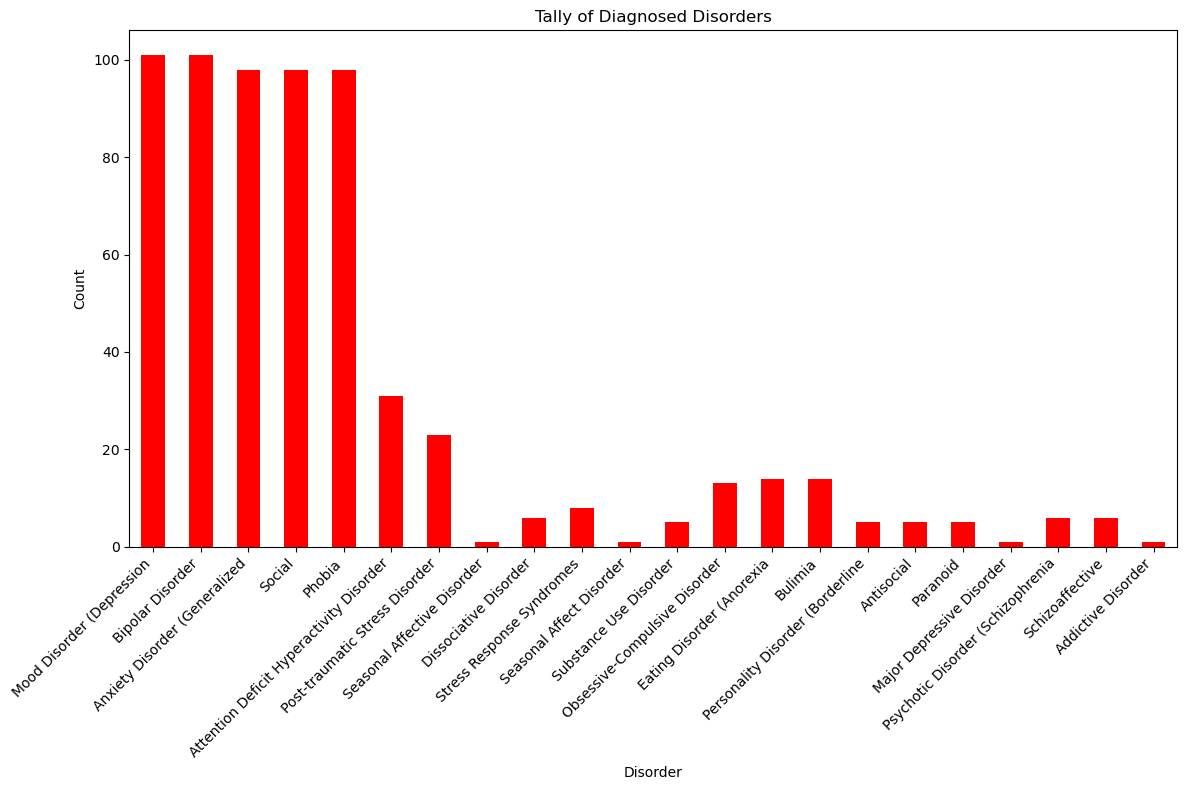 Tally of Diagnosed Disorders
100
80
60
40
20
0
Count
Mood Disorder (Depression
Bipolar Disorder
Anxiety Disorder (Generalized
Social
Phobia
Attention Deficit Hyperactivity Disorder
Post-traumatic Stress Disorder
Seasonal Affective Disorder
Dissociative Disorder
Stress Response Syndromes
Seasonal Affect Disorder
Substance Use Disorder
Obsessive-Compulsive Disorder
Eating Disorder (Anorexia
Bulimia
Personality Disorder (Borderline
Antisocial
Paranoid
Major Depressive Disorder
Psychotic Disorder (Schizophrenia
Schizoaffective
Addictive Disorder
Disorder